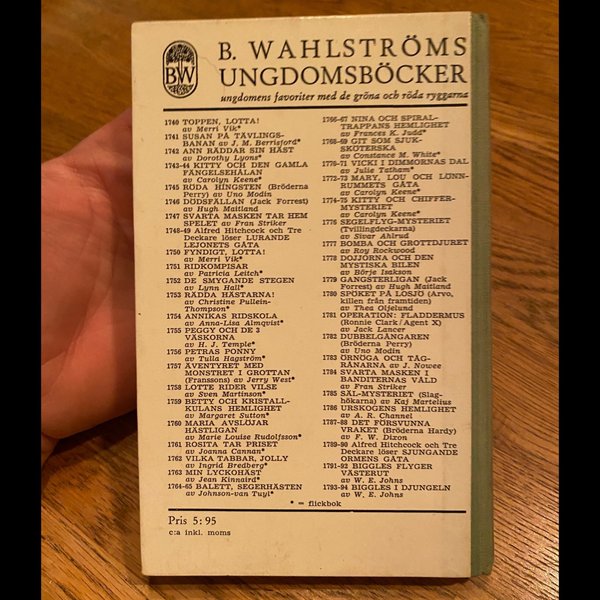 BW
B. WAHLSTRÖMS
UNGDOMSBÖCKER
ungdomens favoriter med de gröna och röda ryggarna
1740 TOPPEN, LOTTA!
av Merri Vik*
1741 SUSAN PÅ TÄVLINGS-
BANAN av J. M. Berrisford*
1742 ANN RÄDDAR SIN HÄST
av Dorothy Lyons*
1743-44 KITTY OCH DEN GAMLA
FÄNGELSEHÅLAN
av Carolyn Keene*
1745 RÖDA HINGSTEN (Bröderna
Perry) av Uno Modin
1746 DÖDSFÄLLAN (Jack Forrest)
av Hugh Maitland
1747 SVARTA MASKEN TAR HEM
SPELET av Fran Striker
1748-49 Alfred Hitchcock och Tre
Deckare löser LURANDE
LEJONETS GÅTA
1750 FYNDIGT, LOTTA!
av Merri Vik*
1751 RIDKOMPISAR
av Patricia Leitch*
1752 DE SMYGANDE STEGEN
av Lynn Hall*
1753 RÄDDA HÄSTARNA!
av Christine Pullein-
Thompson*
1754 ANNIKAS RIDSKOLA
av Anna-Lisa Almqvist*
1755 PEGGY OCH DE 3
VÄSKORNA
av H. J. Temple*
1756 PETRAS PONNY
av Tulla Hagström*
1757 ÄVENTYRET MED
MONSTRET I GROTTAN
(Franssons) av Jerry West*
1758 LOTTE RIDER VILSE
av Sven Martinson*
1759 BETTY OCH KRISTALL-
KULANS HEMLIGHET
av Margaret Sutton*
1760 MARIA AVSLÖJAR
HÄSTLIGAN
av Marie Louise Rudolfsson*
1761 ROSITA TAR PRISET
av Joanna Cannan*
1762 VILKA TABBAR, JOLLY
av Ingrid Bredberg*
1763 MIN LYCKOHÄST
av Jean Kinnaird*
1764-65 BALETT, SEGERHÄSTEN
av Johnson-van Tuyl*
1766-67 NINA OCH SPIRAL-
TRAPPANS HEMLIGHET
av Frances K. Judd*
1768-69 GIT SOM SJUK-
SKÖTERSKA
av Constance M. White*
1770-71 VICKI I DIMMORNAS DAL
av Julie Tatham*
1772-73 MARY, LOU OCH LÖNN-
RUMMETS GÅTA
av Carolyn Keene*
1774-75 KITTY OCH CHIFFER-
MYSTERIET
av Carolyn Keene*
1776 SEGELFLYG-MYSTERIET
(Tvillingdeckarna)
av Sivar Ahlrud
1777 BOMBA OCH GROTTDJURET
av Roy Rockwood
1778 DOJJORNA OCH DEN
MYSTISKA BILEN
av Börje Isakson
1779 GANGSTERLIGAN (Jack
Forrest) av Hugh Maitland
1780 SPÖKET PÅ LOSJÖ (Arvo,
killen från framtiden)
av Thea Oljelund
1781 OPERATION: FLADDERMUS
(Ronnie Clark/Agent X)
av Jack Lancer
1782 DUBBELGÅNGAREN
(Bröderna Perry)
av Uno Modin
1783 ÖRNÖGA OCH TÅG-
RÅNARNA av J. Novee
1784 SVARTA MASKEN I
BANDITERNAS VÅLD
av Fran Striker
1785 SÄL-MYSTERIET (Slag-
hökarna) av Kaj Martelius
1786 URSKOGENS HEMLIGHET
av A. R. Channel
1787-88 DET FÖRSVUNNA
VRAKET (Bröderna Hardy)
av F. W. Dixon
1789-90 Alfred Hitchcock och Tre
Deckare löser SJUNGANDE
ORMENS GÅTA
1791-92 BIGGLES FLYGER
VÄSTERUT
av W. E. Johns
1793-94 BIGGLES I DJUNGELN
av W. E. Johns
* = flickbok
Pris 5:95
c:a inkl. moms